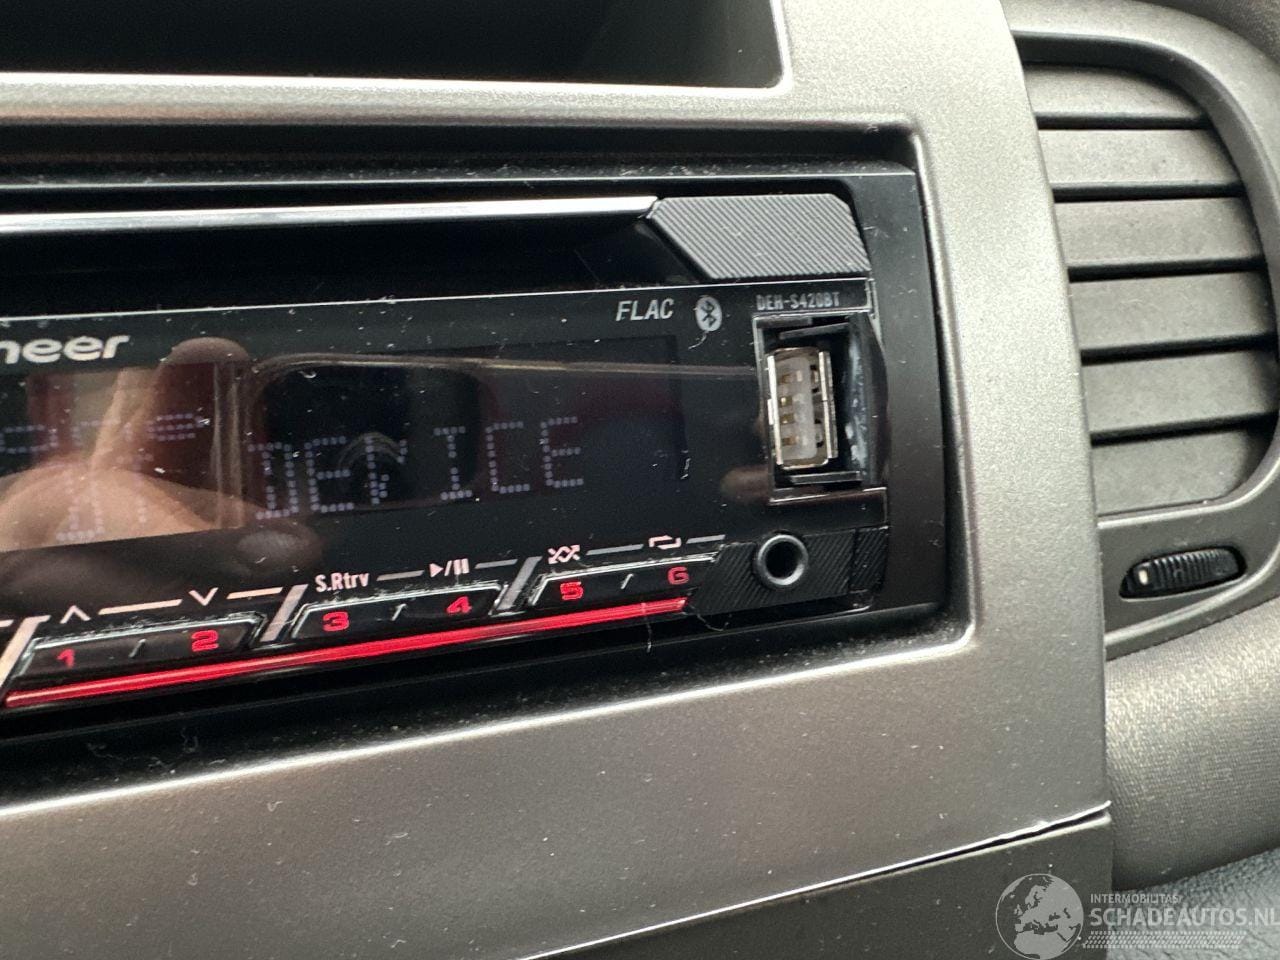 neer
FLAC
DEH-S420BT
DEVICE
S.Rtrv
1 / 2
3 / 4
5 / 6
INTERMOBILITAS
SCHADEAUTOS.NL